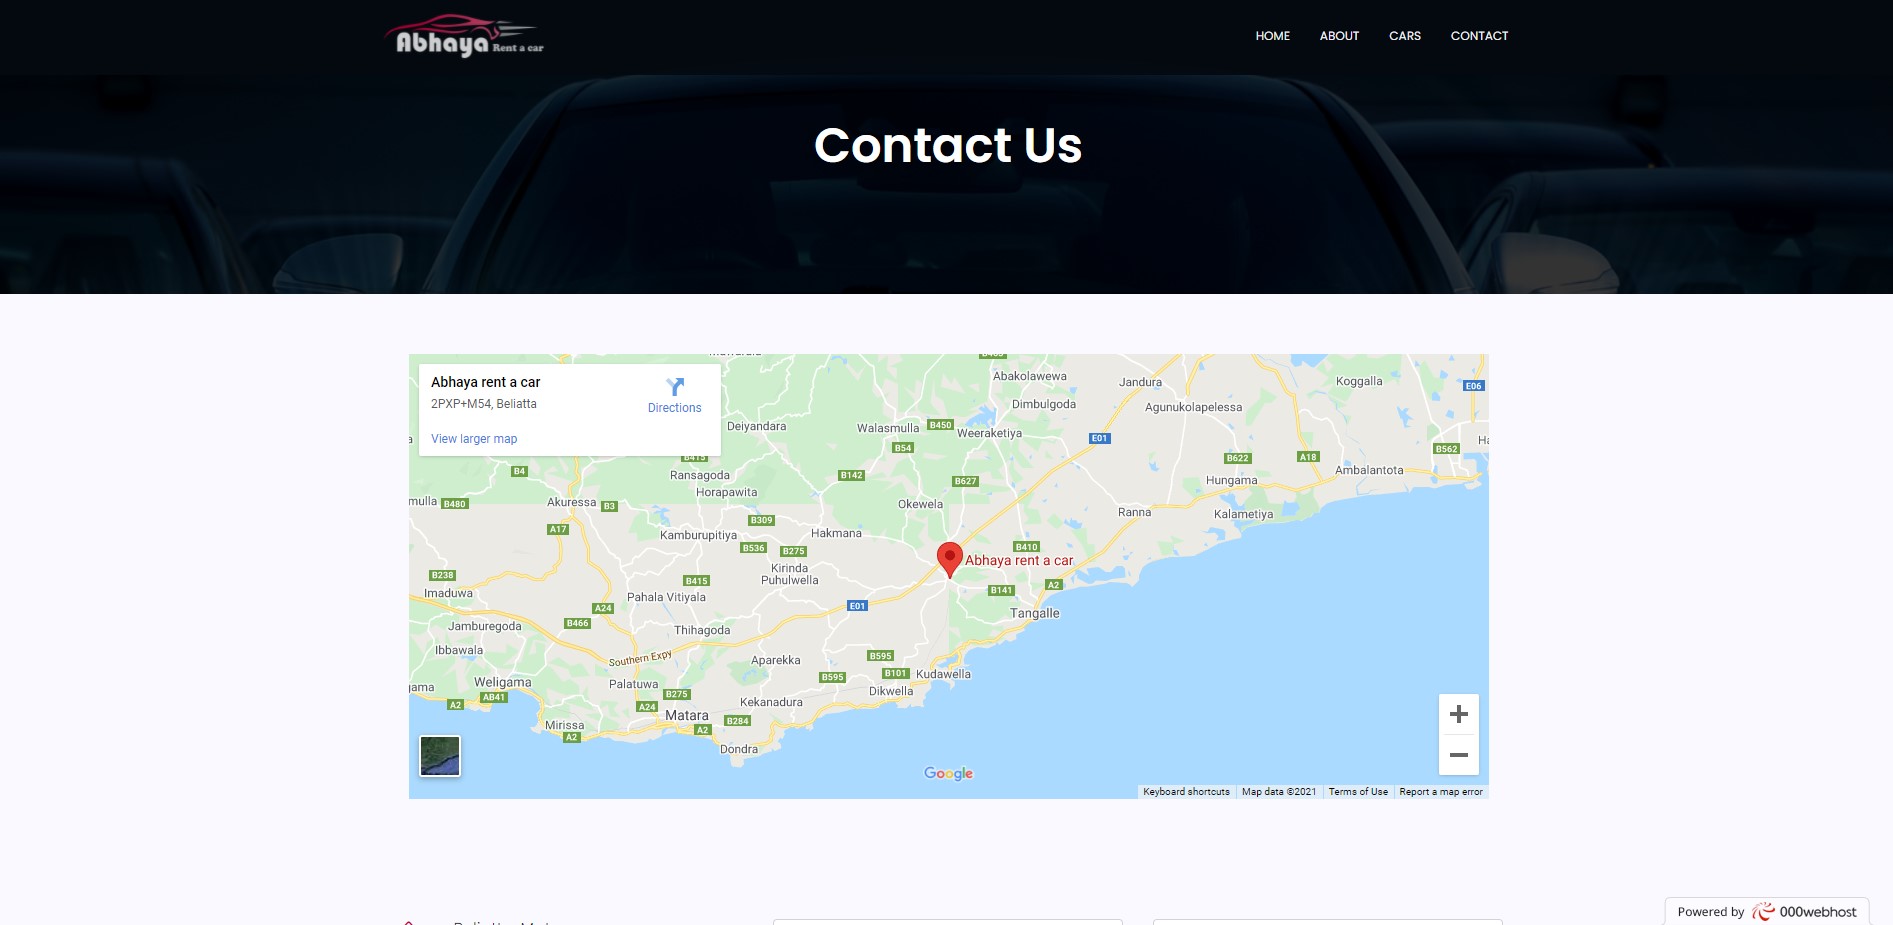 Abhaya Rent a car
HOME
ABOUT
CARS
CONTACT
Contact Us
Abhaya rent a car
2PXP+M54, Beliatta
Directions
View larger map
Abakolawewa
Jandura
Koggalla
E06
Dimbulgoda
Agunukolapelessa
Deiyandara
Walasmulla
B450
Weeraketiya
E01
B54
B562
B415
B622
A18
B4
Ransagoda
B142
B627
Ambalantota
Horapawita
Hungama
mulla
B480
Akuressa
B3
Okewela
Ranna
Kalametiya
A17
B309
Kamburupitiya
Hakmana
B536
B275
B410
Abhaya rent a car
B238
Kirinda
Puhulwella
B415
A2
Imaduwa
Pahala Vitiyala
B141
A24
E01
Tangalle
Jamburegoda
B466
Thihagoda
Ibbawala
Southern Expy
Aparekka
B595
B595
B101
Kudawella
Weligama
Palatuwa
Dikwella
A2
AB41
B275
Kekanadura
A24
Matara
B284
Mirissa
A2
A2
Dondra
Google
Keyboard shortcuts
Map data ©2021
Terms of Use
Report a map error
Powered by 000webhost